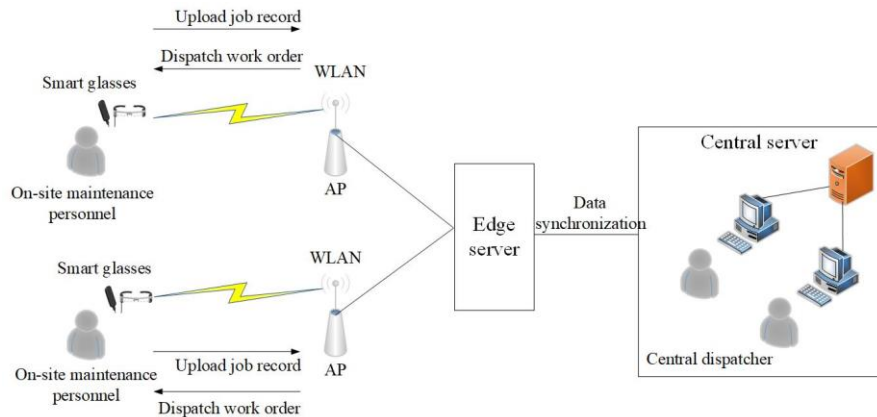 Upload job record
Dispatch work order
WLAN
Smart glasses
On-site maintenance
personnel
AP
Edge
server
Data
synchronization
Central server
Central dispatcher
WLAN
Smart glasses
On-site maintenance
personnel
AP
Upload job record
Dispatch work order